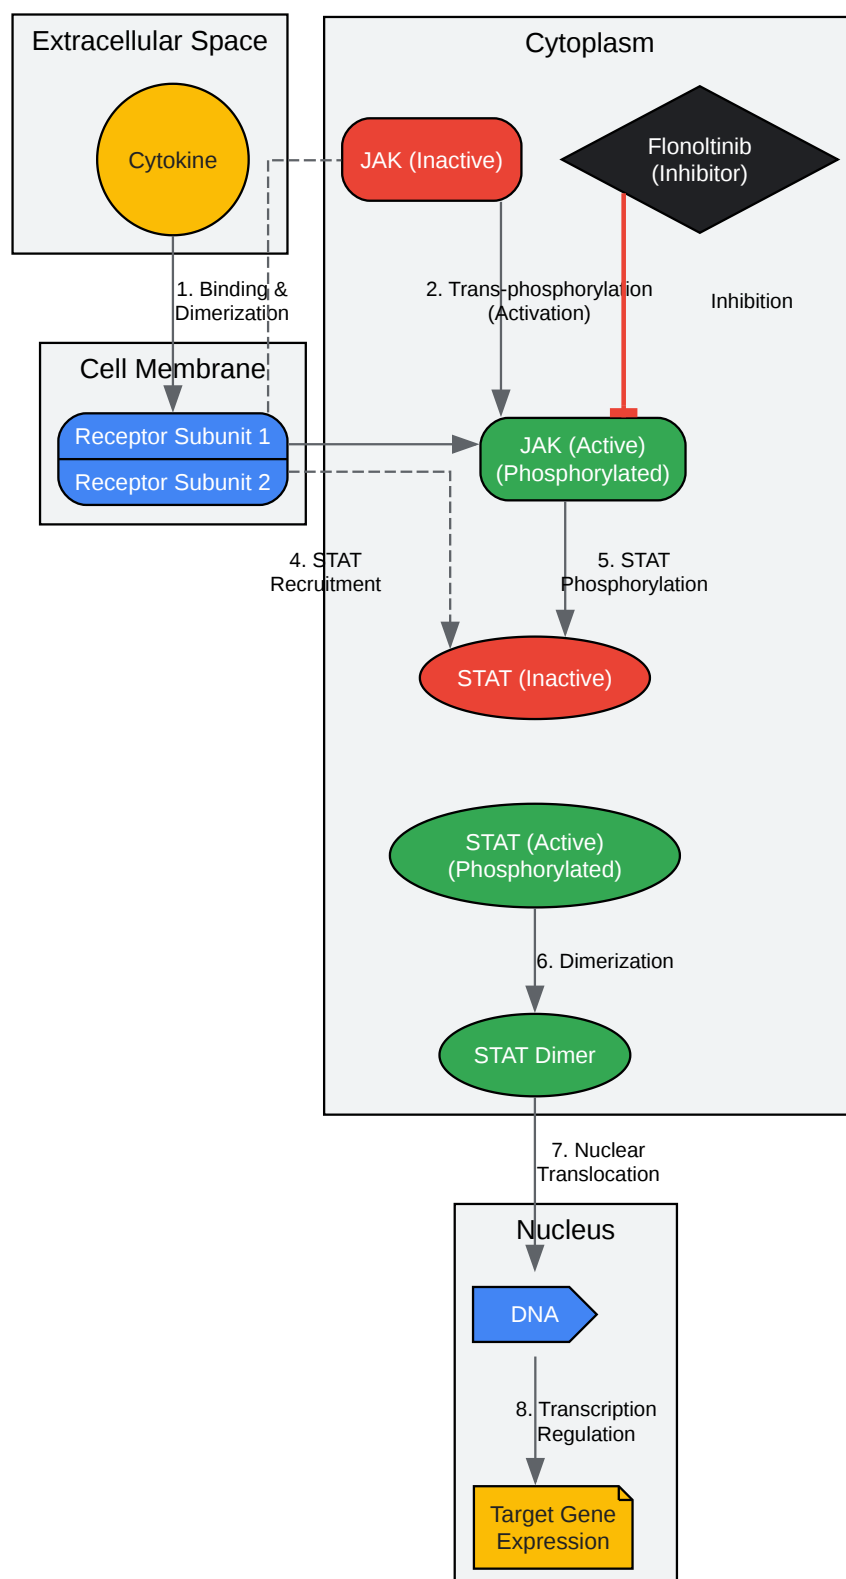 Extracellular Space
Cytoplasm
Cytokine
JAK (Inactive)
Flonoltinib
(Inhibitor)
1. Binding &
Dimerization
2. Trans-phosphorylation
(Activation)
Inhibition
Cell Membrane
Receptor Subunit 1
Receptor Subunit 2
JAK (Active)
(Phosphorylated)
4. STAT
Recruitment
5. STAT
Phosphorylation
STAT (Inactive)
STAT (Active)
(Phosphorylated)
6. Dimerization
STAT Dimer
7. Nuclear
Translocation
Nucleus
DNA
8. Transcription
Regulation
Target Gene
Expression